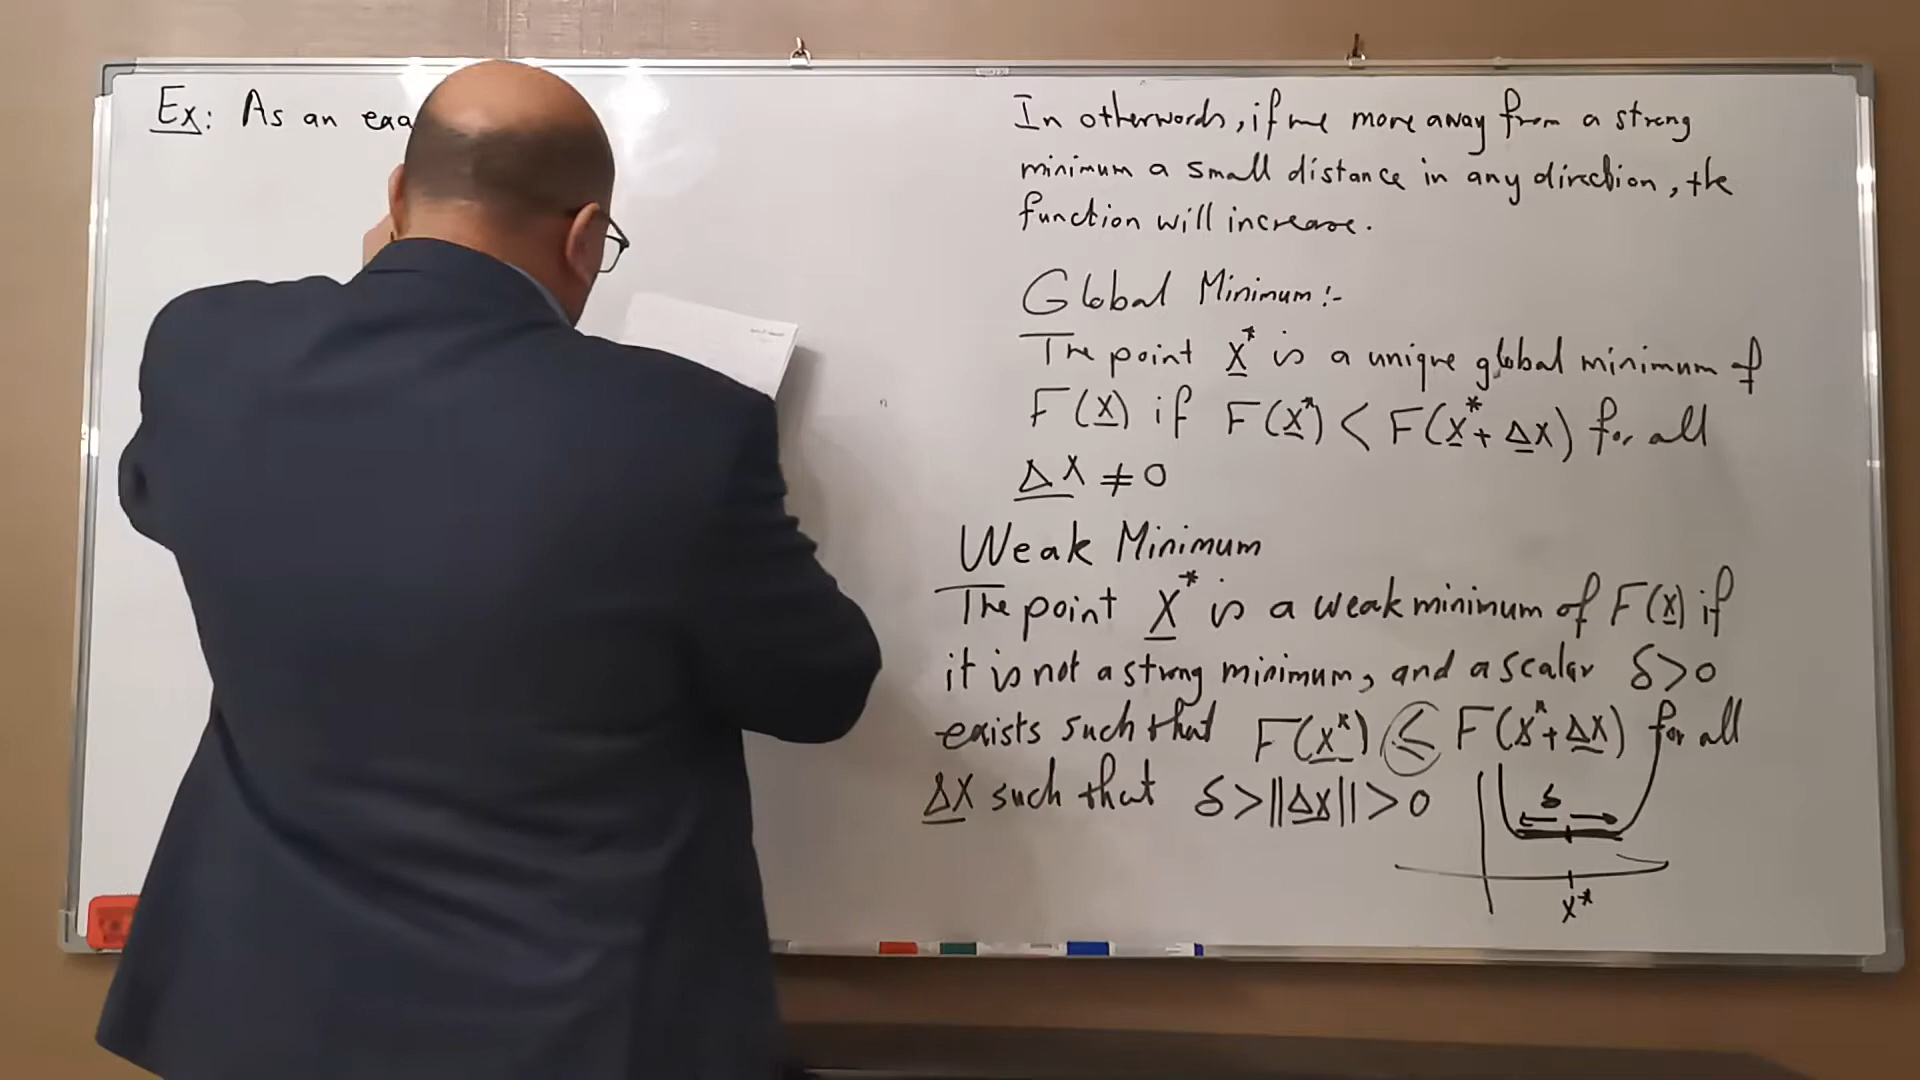 Ex: As an exa
In otherwords, if we move away from a strong
minimum a small distance in any direction, the
function will increase.
Global Minimum:-
The point X* is a unique global minimum of
F(X) if F(X*) < F(X* + ΔX) for all
ΔX ≠ 0
Weak Minimum
The point X* is a weak minimum of F(X) if
it is not a strong minimum, and a scalar δ>0
exists such that F(X*) ≤ F(X* + ΔX) for all
ΔX such that δ > ||ΔX|| > 0
δ
X*